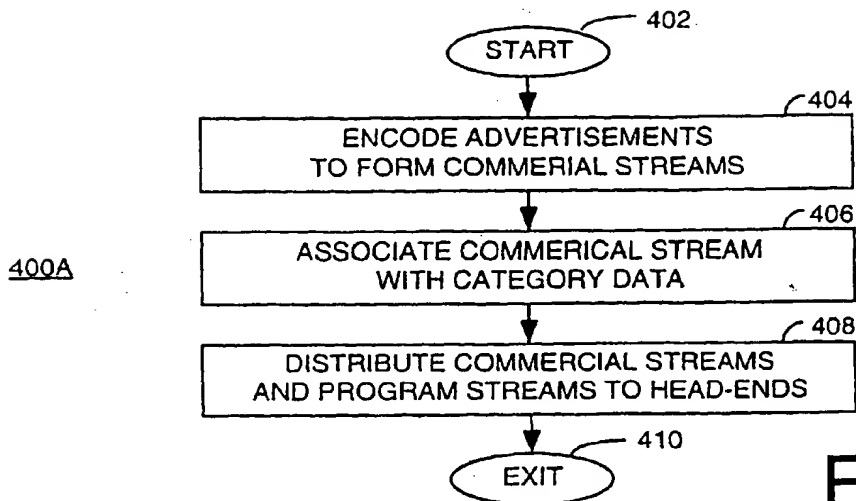 402
START
404
ENCODE ADVERTISEMENTS
TO FORM COMMERIAL STREAMS
406
400A
ASSOCIATE COMMERICAL STREAM
WITH CATEGORY DATA
408
DISTRIBUTE COMMERCIAL STREAMS
AND PROGRAM STREAMS TO HEAD-ENDS
410
EXIT